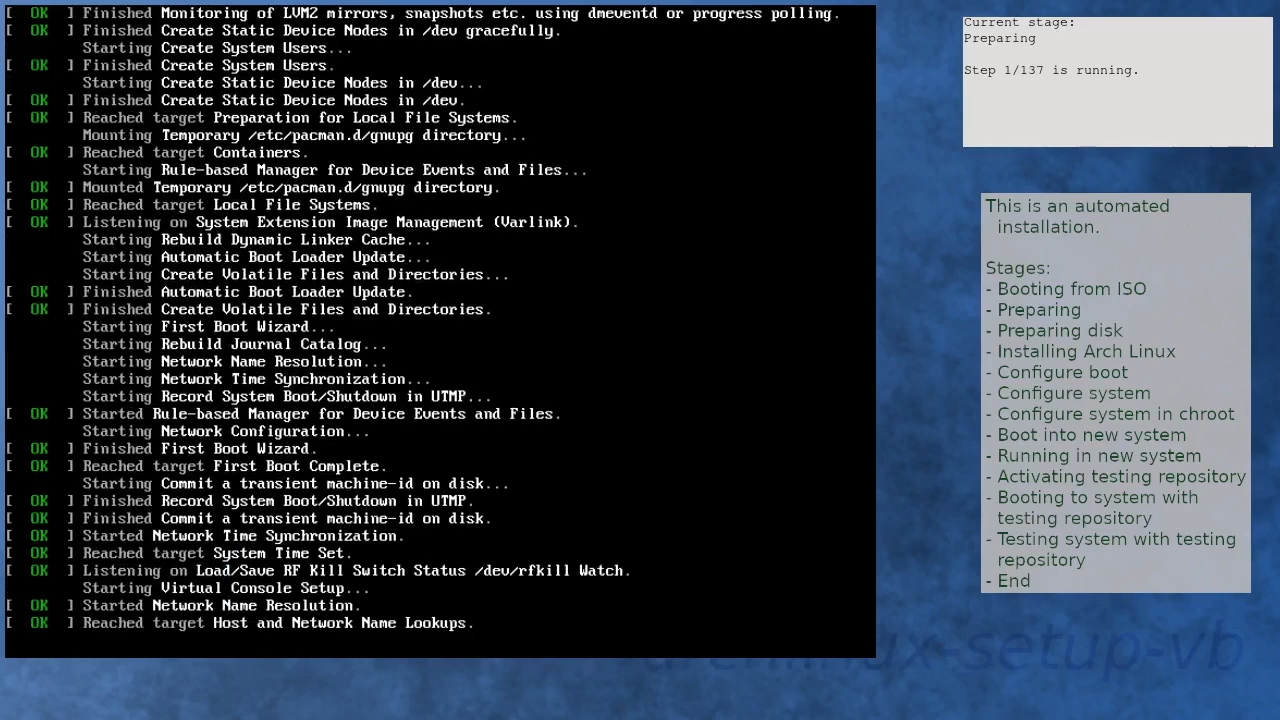 [  OK  ] Finished Monitoring of LVM2 mirrors, snapshots etc. using dmeventd or progress polling.
[  OK  ] Finished Create Static Device Nodes in /dev gracefully.
Starting Create System Users...
[  OK  ] Finished Create System Users.
Starting Create Static Device Nodes in /dev...
[  OK  ] Finished Create Static Device Nodes in /dev.
[  OK  ] Reached target Preparation for Local File Systems.
Mounting Temporary /etc/pacman.d/gnupg directory...
[  OK  ] Reached target Containers.
Starting Rule-based Manager for Device Events and Files...
[  OK  ] Mounted Temporary /etc/pacman.d/gnupg directory.
[  OK  ] Reached target Local File Systems.
[  OK  ] Listening on System Extension Image Management (Varlink).
Starting Rebuild Dynamic Linker Cache...
Starting Automatic Boot Loader Update...
Starting Create Volatile Files and Directories...
[  OK  ] Finished Automatic Boot Loader Update.
[  OK  ] Finished Create Volatile Files and Directories.
Starting First Boot Wizard...
Starting Rebuild Journal Catalog...
Starting Network Name Resolution...
Starting Network Time Synchronization...
Starting Record System Boot/Shutdown in UTMP...
[  OK  ] Started Rule-based Manager for Device Events and Files.
Starting Network Configuration...
[  OK  ] Finished First Boot Wizard.
[  OK  ] Reached target First Boot Complete.
Starting Commit a transient machine-id on disk...
[  OK  ] Finished Record System Boot/Shutdown in UTMP.
[  OK  ] Finished Commit a transient machine-id on disk.
[  OK  ] Started Network Time Synchronization.
[  OK  ] Reached target System Time Set.
[  OK  ] Listening on Load/Save RF Kill Switch Status /dev/rfkill Watch.
Starting Virtual Console Setup...
[  OK  ] Started Network Name Resolution.
[  OK  ] Reached target Host and Network Name Lookups.
Current stage:
Preparing
Step 1/137 is running.
This is an automated
installation.
Stages:
- Booting from ISO
- Preparing
- Preparing disk
- Installing Arch Linux
- Configure boot
- Configure system
- Configure system in chroot
- Boot into new system
- Running in new system
- Activating testing repository
- Booting to system with
testing repository
- Testing system with testing
repository
- End
archlinux-setup-vb